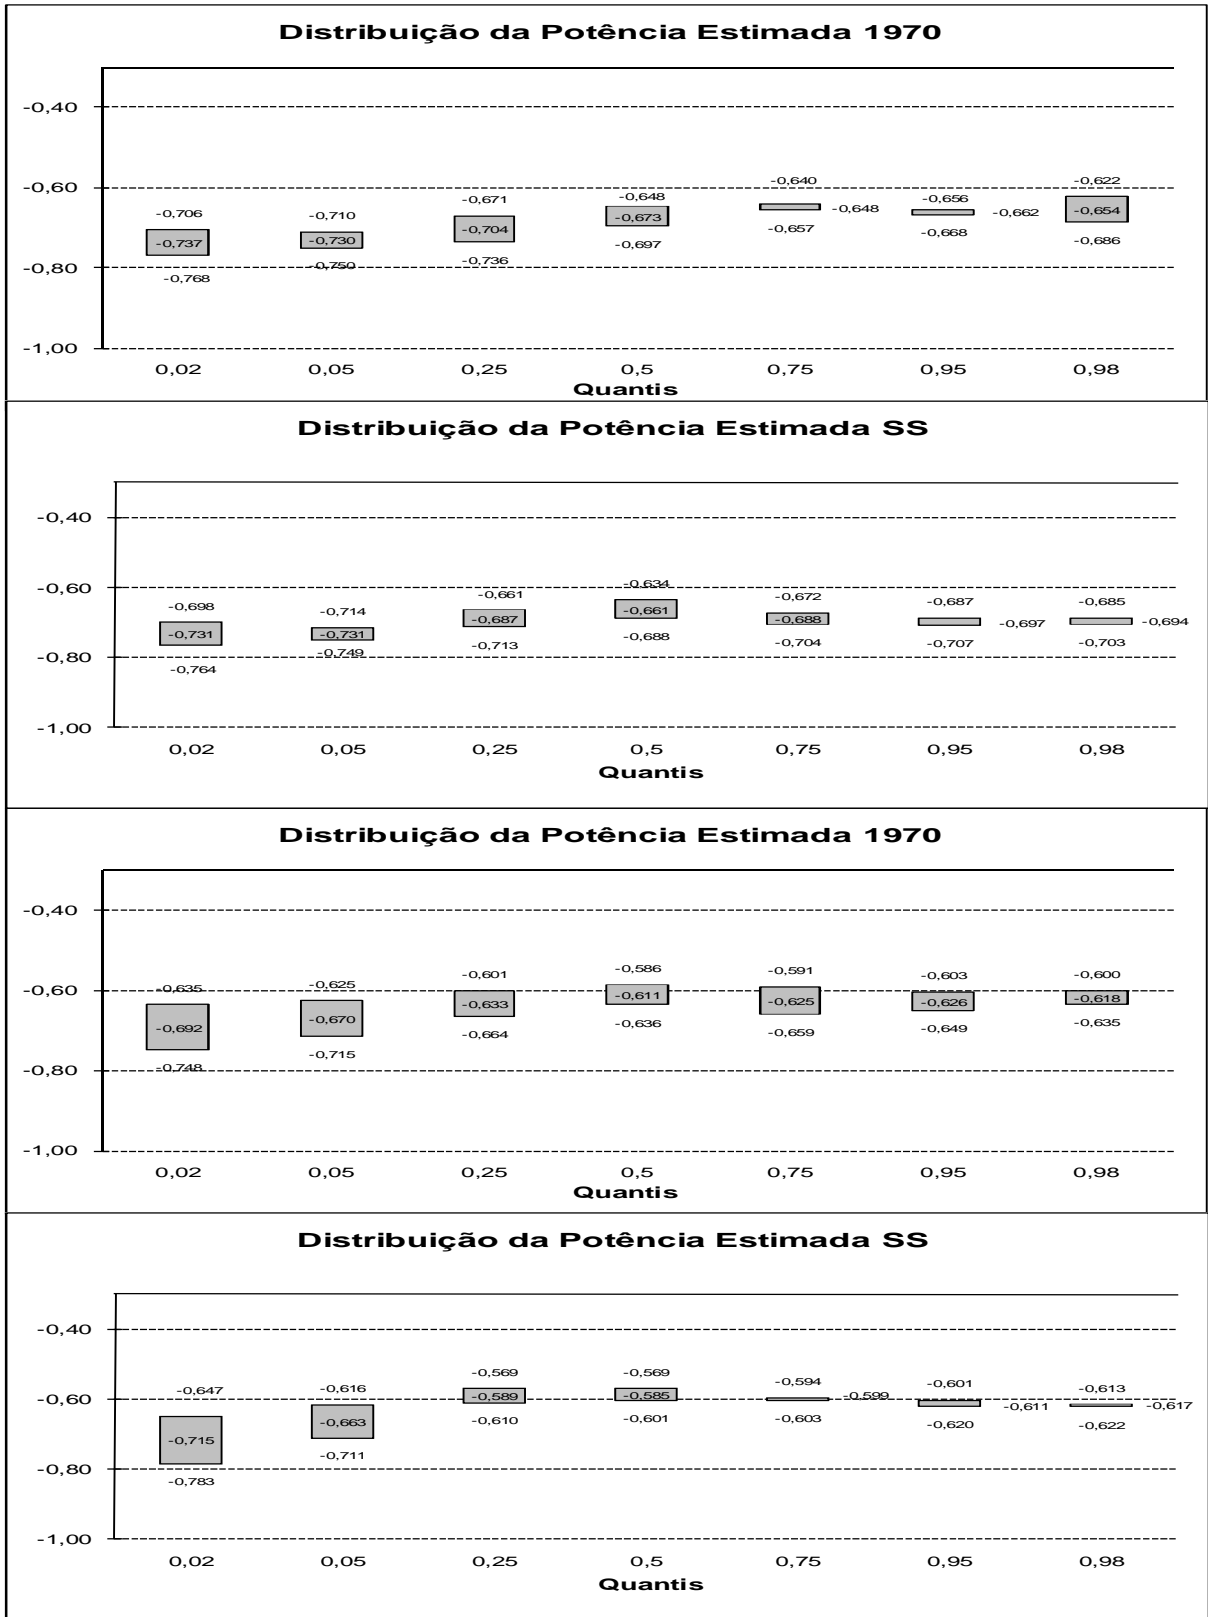 Distribuição da Potência Estimada 1970
-0,40
-0,60
-0,80
-1,00
-0,706 -0,710 -0,671 -0,648 -0,640 -0,656 -0,622
-0,737 -0,730 -0,704 -0,673 -0,648 -0,662 -0,654
-0,768 -0,750 -0,736 -0,697 -0,657 -0,668 -0,686
0,02 0,05 0,25 0,5 0,75 0,95 0,98
Quantis
Distribuição da Potência Estimada SS
-0,40
-0,60
-0,80
-1,00
-0,698 -0,714 -0,661 -0,634 -0,672 -0,687 -0,685
-0,731 -0,731 -0,687 -0,661 -0,688 -0,697 -0,694
-0,764 -0,749 -0,713 -0,688 -0,704 -0,707 -0,703
0,02 0,05 0,25 0,5 0,75 0,95 0,98
Quantis
Distribuição da Potência Estimada 1970
-0,40
-0,60
-0,80
-1,00
-0,635 -0,625 -0,601 -0,586 -0,591 -0,603 -0,600
-0,692 -0,670 -0,633 -0,611 -0,625 -0,626 -0,618
-0,748 -0,715 -0,664 -0,636 -0,659 -0,649 -0,635
0,02 0,05 0,25 0,5 0,75 0,95 0,98
Quantis
Distribuição da Potência Estimada SS
-0,40
-0,60
-0,80
-1,00
-0,647 -0,616 -0,569 -0,569 -0,594 -0,601 -0,613
-0,715 -0,663 -0,589 -0,585 -0,599 -0,611 -0,617
-0,783 -0,711 -0,610 -0,601 -0,603 -0,620 -0,622
0,02 0,05 0,25 0,5 0,75 0,95 0,98
Quantis